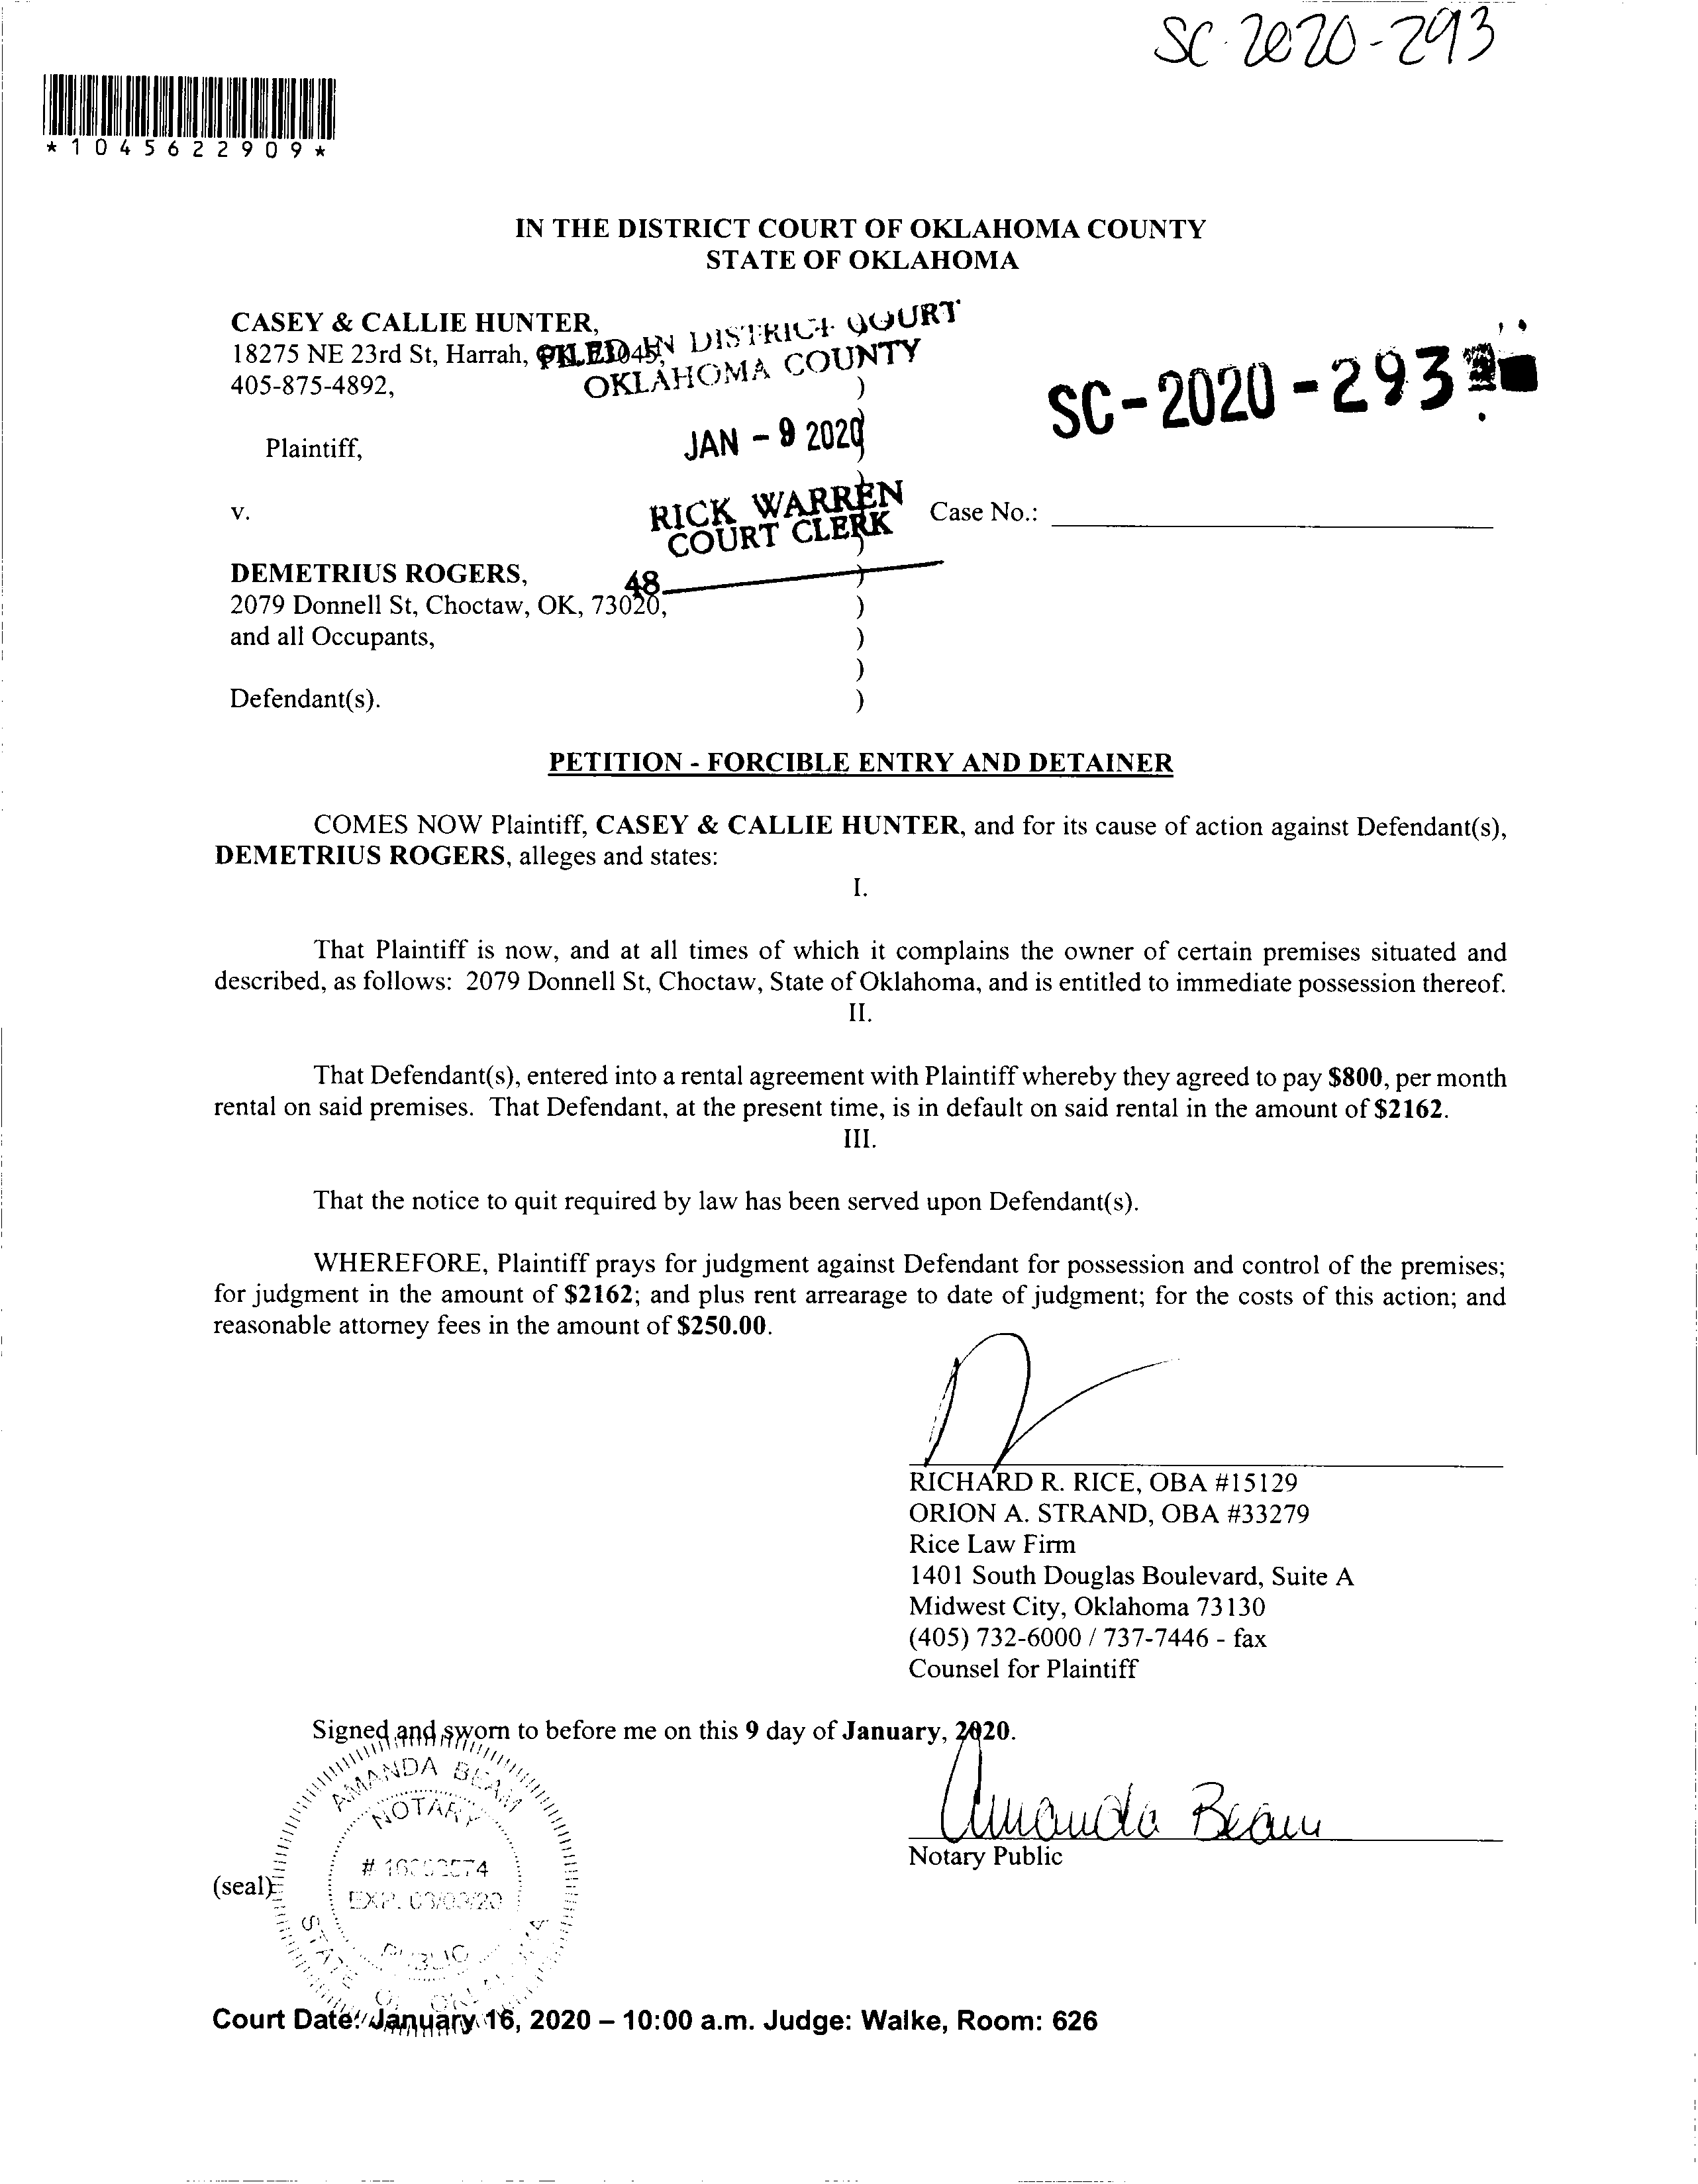 SC-2020-293
*1045622909*
IN THE DISTRICT COURT OF OKLAHOMA COUNTY
STATE OF OKLAHOMA
CASEY & CALLIE HUNTER,
18275 NE 23rd St, Harrah, OK, 73045,
405-875-4892,
FILED IN DISTRICT COURT
OKLAHOMA COUNTY
)
SC-2020-293
Plaintiff,
JAN - 9 2020
)
v.
RICK WARREN
COURT CLERK
)
Case No.:
48
DEMETRIUS ROGERS, )
2079 Donnell St, Choctaw, OK, 73020, )
and all Occupants, )
)
Defendant(s). )
PETITION - FORCIBLE ENTRY AND DETAINER
COMES NOW Plaintiff, CASEY & CALLIE HUNTER, and for its cause of action against Defendant(s),
DEMETRIUS ROGERS, alleges and states:
I.
That Plaintiff is now, and at all times of which it complains the owner of certain premises situated and
described, as follows: 2079 Donnell St, Choctaw, State of Oklahoma, and is entitled to immediate possession thereof.
II.
That Defendant(s), entered into a rental agreement with Plaintiff whereby they agreed to pay $800, per month
rental on said premises. That Defendant, at the present time, is in default on said rental in the amount of $2162.
III.
That the notice to quit required by law has been served upon Defendant(s).
WHEREFORE, Plaintiff prays for judgment against Defendant for possession and control of the premises;
for judgment in the amount of $2162; and plus rent arrearage to date of judgment; for the costs of this action; and
reasonable attorney fees in the amount of $250.00.
RICHARD R. RICE, OBA #15129
ORION A. STRAND, OBA #33279
Rice Law Firm
1401 South Douglas Boulevard, Suite A
Midwest City, Oklahoma 73130
(405) 732-6000 / 737-7446 - fax
Counsel for Plaintiff
Signed and sworn to before me on this 9 day of January, 2020.
AMANDA BEAM
NOTARY
EXP. 03/03/20
PUBLIC
STATE OF OKLAHOMA
Amanda Beam
Notary Public
(seal)
Court Date: January 16, 2020 – 10:00 a.m. Judge: Walke, Room: 626